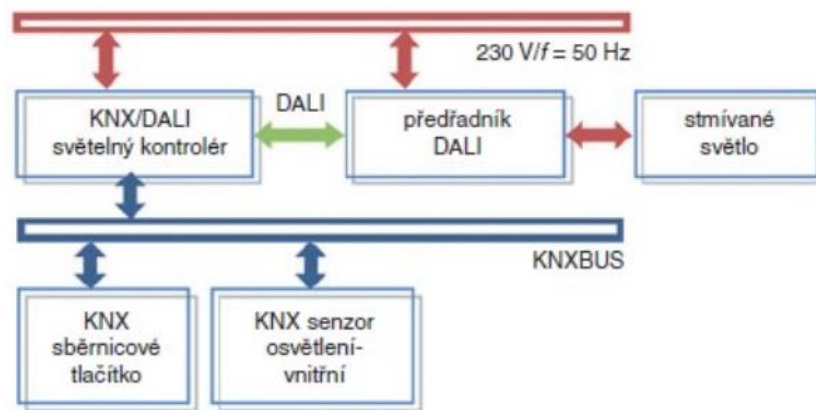 230 V/f = 50 Hz
KNX/DALI
světelný kontrolér
DALI
předřadník
DALI
stmívané
světlo
KNXBUS
KNX
sběrnicové
tlačítko
KNX senzor
osvětlení-
vnitřní